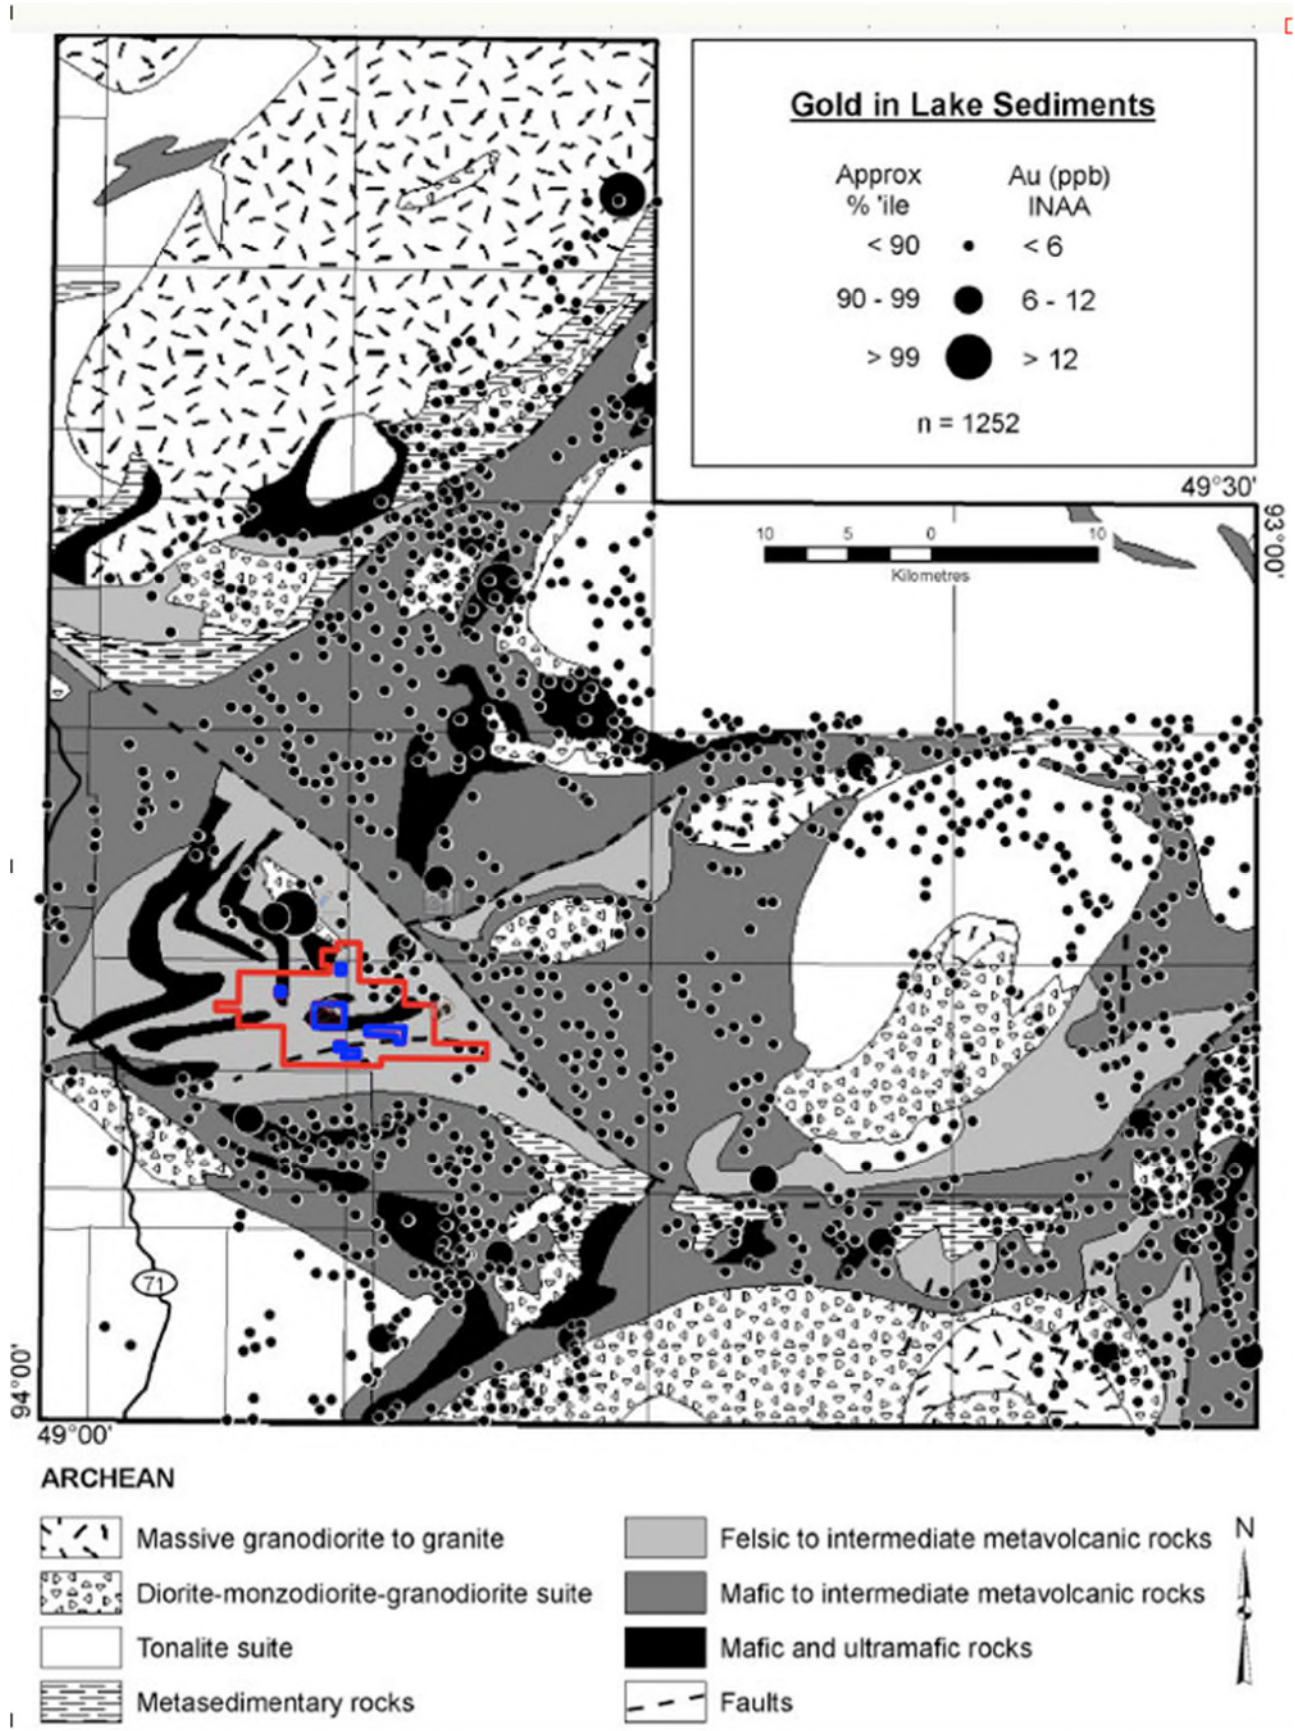 Gold in Lake Sediments
Approx Au (ppb)
% 'ile INAA
< 90 < 6
90 - 99 6 - 12
> 99 > 12
n = 1252
49°30'
93°00'
10 5 0 10
Kilometres
71
94°00'
49°00'
ARCHEAN
Massive granodiorite to granite
Diorite-monzodiorite-granodiorite suite
Tonalite suite
Metasedimentary rocks
Felsic to intermediate metavolcanic rocks
Mafic to intermediate metavolcanic rocks
Mafic and ultramafic rocks
Faults
N